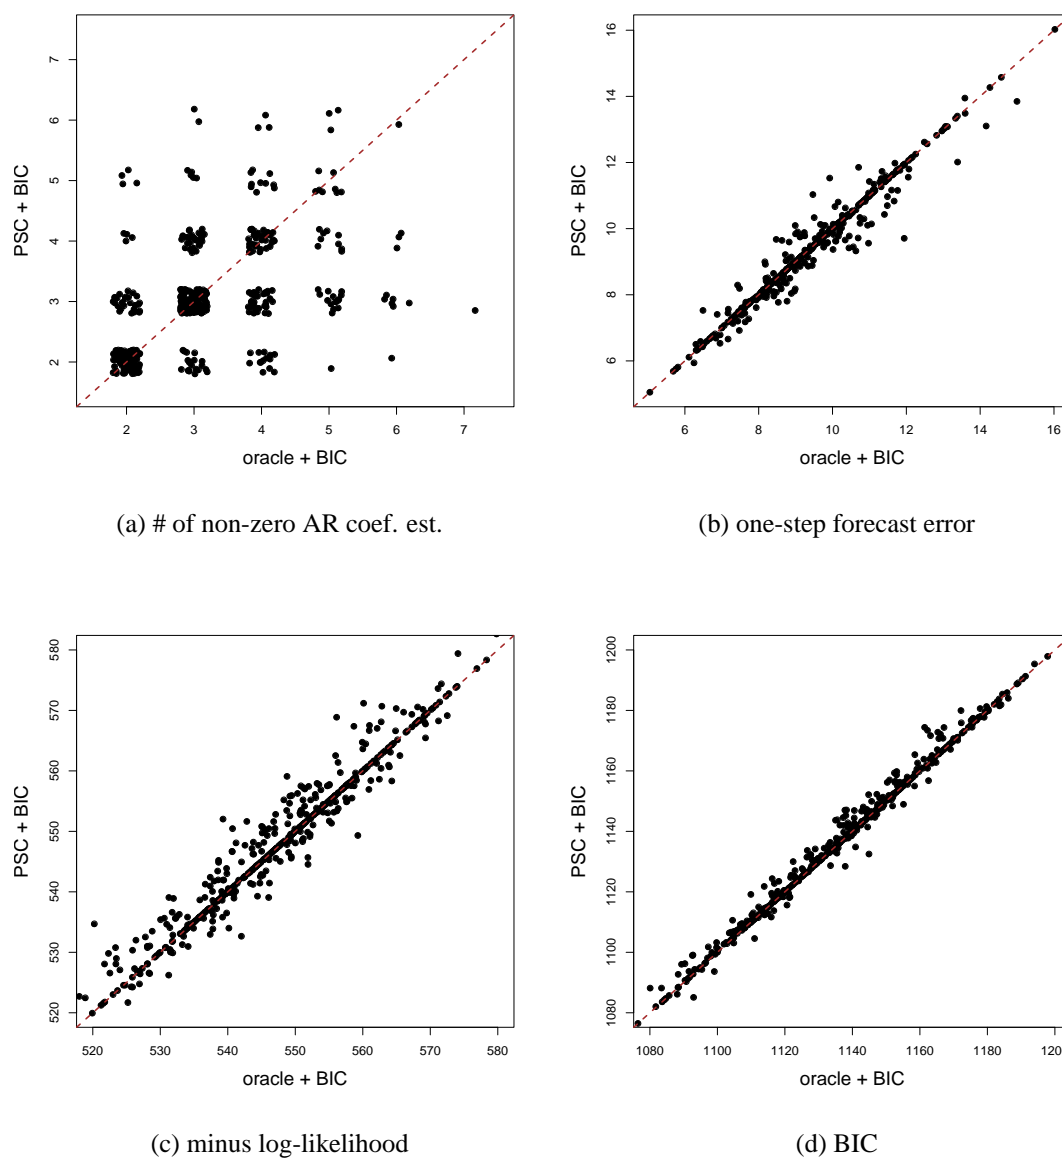 7
6
5
4
3
2
PSC + BIC
2 3 4 5 6 7
oracle + BIC
(a) # of non-zero AR coef. est.
16
14
12
10
8
6
PSC + BIC
6 8 10 12 14 16
oracle + BIC
(b) one-step forecast error
580
570
560
550
540
530
520
PSC + BIC
520 530 540 550 560 570 580
oracle + BIC
(c) minus log-likelihood
1200
1180
1160
1140
1120
1100
1080
PSC + BIC
1080 1100 1120 1140 1160 1180 120
oracle + BIC
(d) BIC